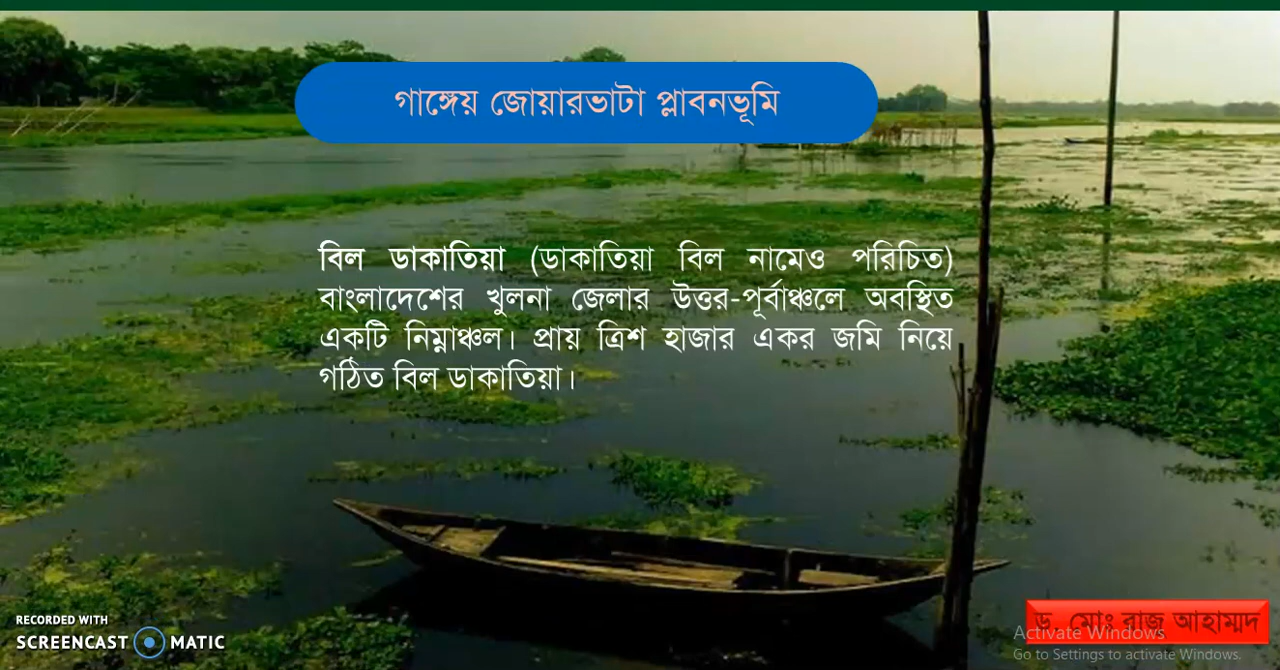 গাঙ্গেয় জোয়ারভাটা প্লাবনভূমি
বিল ডাকাতিয়া (ডাকাতিয়া বিল নামেও পরিচিত)
বাংলাদেশের খুলনা জেলার উত্তর-পূর্বাঞ্চলে অবস্থিত
একটি নিম্নাঞ্চল। প্রায় ত্রিশ হাজার একর জমি নিয়ে
গঠিত বিল ডাকাতিয়া।
RECORDED WITH
SCREENCAST MATIC
ড. মোঃ রাজ আহাম্মদ
Activate Windows
Go to Settings to activate Windows.